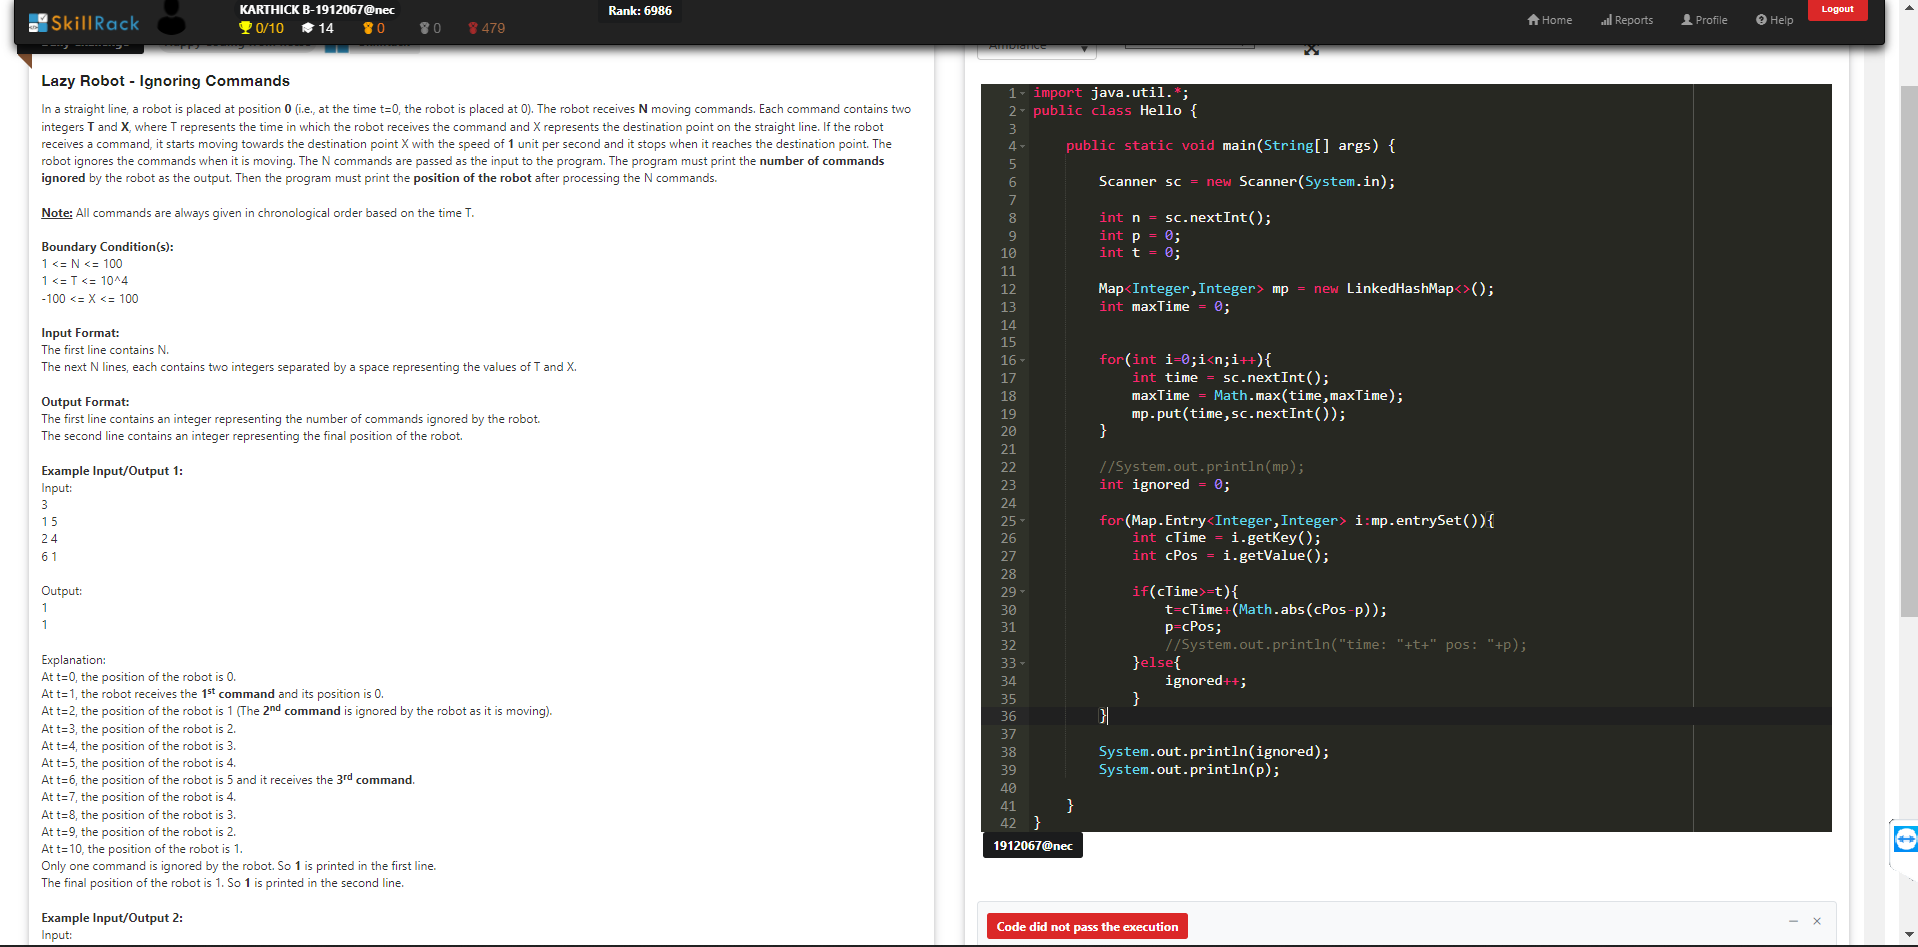 SkillRack
KARTHICK B-1912067@nec
0/10 14 0 0 479
Rank: 6986
Home Reports Profile Help
Logout
Lazy Robot - Ignoring Commands
In a straight line, a robot is placed at position 0 (i.e., at the time t=0, the robot is placed at 0). The robot receives N moving commands. Each command contains two
integers T and X, where T represents the time in which the robot receives the command and X represents the destination point on the straight line. If the robot
receives a command, it starts moving towards the destination point X with the speed of 1 unit per second and it stops when it reaches the destination point. The
robot ignores the commands when it is moving. The N commands are passed as the input to the program. The program must print the number of commands
ignored by the robot as the output. Then the program must print the position of the robot after processing the N commands.
Note: All commands are always given in chronological order based on the time T.
Boundary Condition(s):
1 <= N <= 100
1 <= T <= 10^4
-100 <= X <= 100
Input Format:
The first line contains N.
The next N lines, each contains two integers separated by a space representing the values of T and X.
Output Format:
The first line contains an integer representing the number of commands ignored by the robot.
The second line contains an integer representing the final position of the robot.
Example Input/Output 1:
Input:
3
1 5
2 4
6 1
Output:
1
1
Explanation:
At t=0, the position of the robot is 0.
At t=1, the robot receives the 1st command and its position is 0.
At t=2, the position of the robot is 1 (The 2nd command is ignored by the robot as it is moving).
At t=3, the position of the robot is 2.
At t=4, the position of the robot is 3.
At t=5, the position of the robot is 4.
At t=6, the position of the robot is 5 and it receives the 3rd command.
At t=7, the position of the robot is 4.
At t=8, the position of the robot is 3.
At t=9, the position of the robot is 2.
At t=10, the position of the robot is 1.
Only one command is ignored by the robot. So 1 is printed in the first line.
The final position of the robot is 1. So 1 is printed in the second line.
Example Input/Output 2:
Input:
Ambiance
1 import java.util.*;
2 public class Hello {
3
4 public static void main(String[] args) {
5
6 Scanner sc = new Scanner(System.in);
7
8 int n = sc.nextInt();
9 int p = 0;
10 int t = 0;
11
12 Map<Integer,Integer> mp = new LinkedHashMap<>();
13 int maxTime = 0;
14
15
16 for(int i=0;i<n;i++){
17 int time = sc.nextInt();
18 maxTime = Math.max(time,maxTime);
19 mp.put(time,sc.nextInt());
20 }
21
22 //System.out.println(mp);
23 int ignored = 0;
24
25 for(Map.Entry<Integer,Integer> i:mp.entrySet()){
26 int cTime = i.getKey();
27 int cPos = i.getValue();
28
29 if(cTime>=t){
30 t=cTime+(Math.abs(cPos-p));
31 p=cPos;
32 //System.out.println("time: "+t+" pos: "+p);
33 }else{
34 ignored++;
35 }
36 }
37
38 System.out.println(ignored);
39 System.out.println(p);
40
41 }
42 }
1912067@nec
Code did not pass the execution